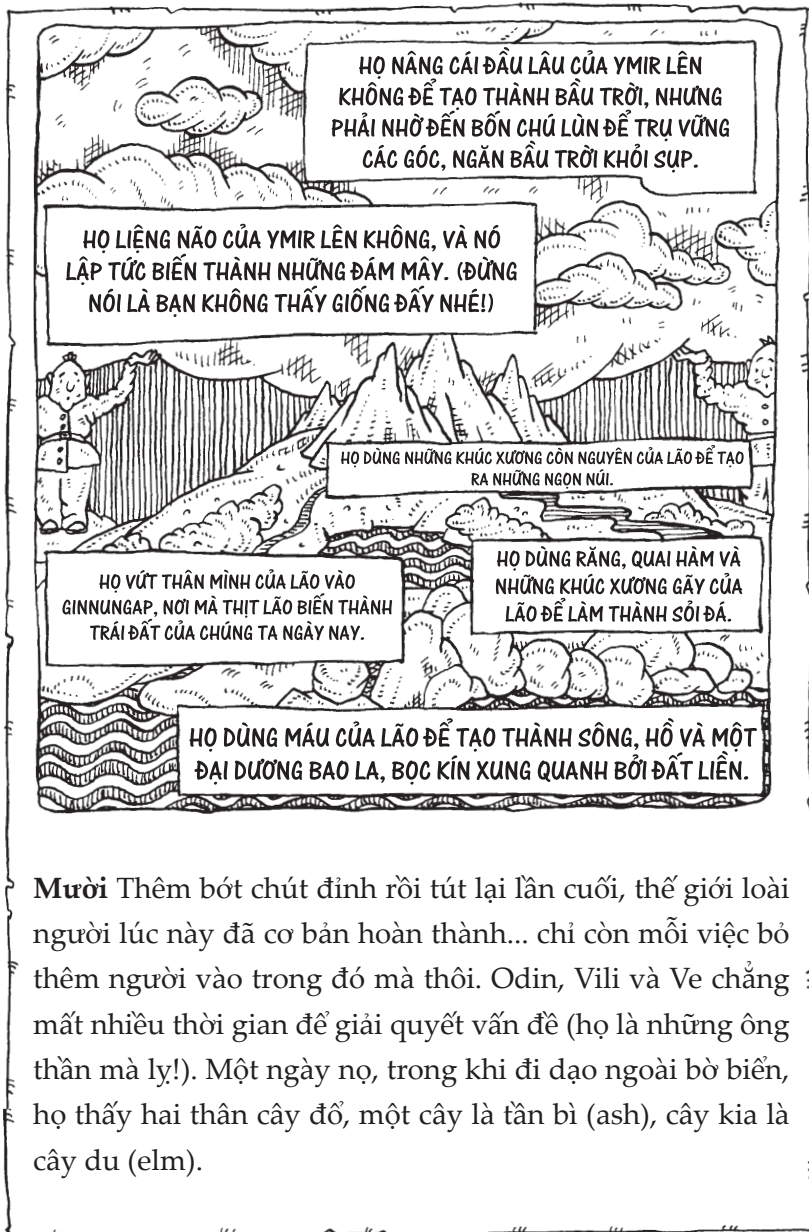 HỌ NÂNG CÁI ĐẦU LÂU CỦA YMIR LÊN
KHÔNG ĐỂ TẠO THÀNH BẦU TRỜI, NHƯNG
PHẢI NHỜ ĐẾN BỐN CHÚ LÙN ĐỂ TRỤ VỮNG
CÁC GÓC, NGĂN BẦU TRỜI KHỎI SỤP.
HỌ LIỆNG NÃO CỦA YMIR LÊN KHÔNG, VÀ NÓ
LẬP TỨC BIẾN THÀNH NHỮNG ĐÁM MÂY. (ĐỪNG
NÓI LÀ BẠN KHÔNG THẤY GIỐNG ĐẤY NHÉ!)
HỌ DÙNG NHỮNG KHÚC XƯƠNG CÒN NGUYÊN CỦA LÃO ĐỂ TẠO
RA NHỮNG NGỌN NÚI.
HỌ VỨT THÂN MÌNH CỦA LÃO VÀO
GINNUNGAP, NƠI MÀ THỊT LÃO BIẾN THÀNH
TRÁI ĐẤT CỦA CHÚNG TA NGÀY NAY.
HỌ DÙNG RĂNG, QUAI HÀM VÀ
NHỮNG KHÚC XƯƠNG GÃY CỦA
LÃO ĐỂ LÀM THÀNH SỎI ĐÁ.
HỌ DÙNG MÁU CỦA LÃO ĐỂ TẠO THÀNH SÔNG, HỒ VÀ MỘT
ĐẠI DƯƠNG BAO LA, BỌC KÍN XUNG QUANH BỞI ĐẤT LIỀN.
Mười Thêm bớt chút đỉnh rồi tút lại lần cuối, thế giới loài
người lúc này đã cơ bản hoàn thành... chỉ còn mỗi việc bỏ
thêm người vào trong đó mà thôi. Odin, Vili và Ve chẳng
mất nhiều thời gian để giải quyết vấn đề (họ là những ông
thần mà lỵ!). Một ngày nọ, trong khi đi dạo ngoài bờ biển,
họ thấy hai thân cây đổ, một cây là tần bì (ash), cây kia là
cây du (elm).